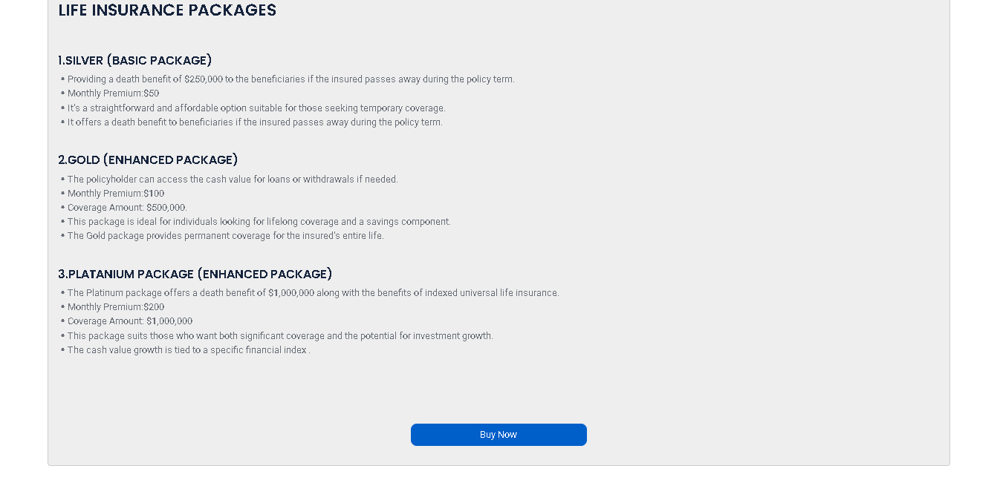 LIFE INSURANCE PACKAGES
1.SILVER (BASIC PACKAGE)
• Providing a death benefit of $250,000 to the beneficiaries if the insured passes away during the policy term.
• Monthly Premium:$50
• It's a straightforward and affordable option suitable for those seeking temporary coverage.
• It offers a death benefit to beneficiaries if the insured passes away during the policy term.
2.GOLD (ENHANCED PACKAGE)
• The policyholder can access the cash value for loans or withdrawals if needed.
• Monthly Premium:$100
• Coverage Amount: $500,000.
• This package is ideal for individuals looking for lifelong coverage and a savings component.
• The Gold package provides permanent coverage for the insured's entire life.
3.PLATANIUM PACKAGE (ENHANCED PACKAGE)
• The Platinum package offers a death benefit of $1,000,000 along with the benefits of indexed universal life insurance.
• Monthly Premium:$200
• Coverage Amount: $1,000,000
• This package suits those who want both significant coverage and the potential for investment growth.
• The cash value growth is tied to a specific financial index .
Buy Now